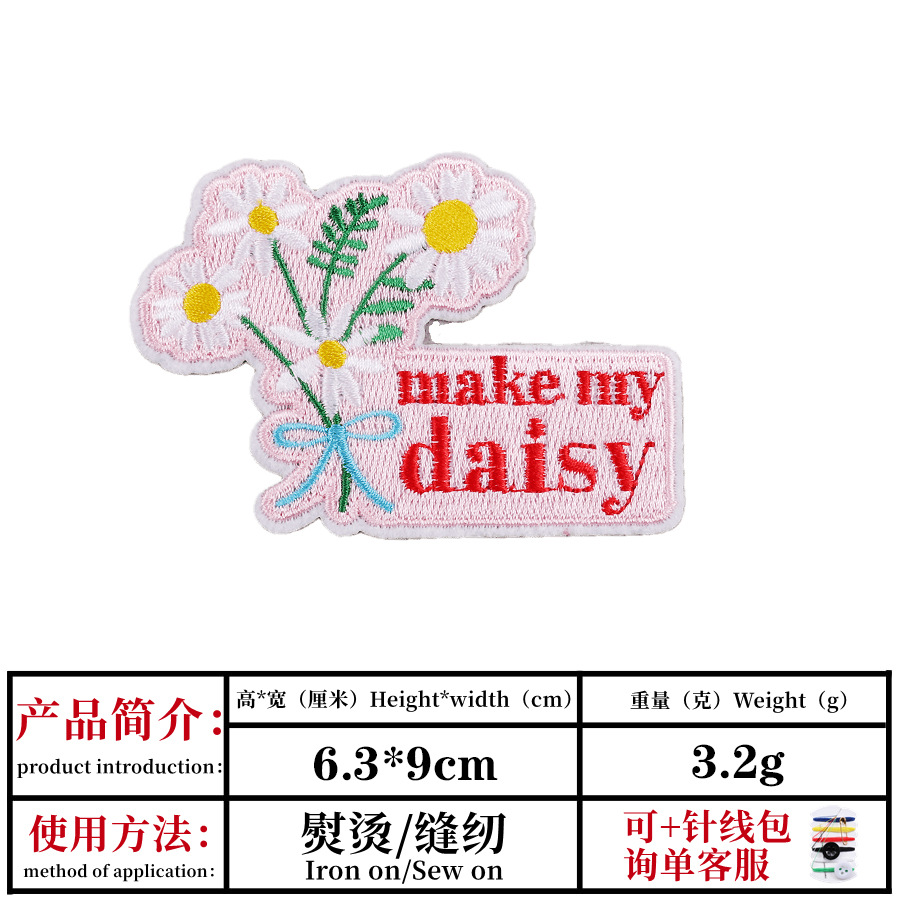 make my
daisy
产品简介：
product introduction：
高*宽（厘米）Height*width（cm）
重量（克）Weight（g）
6.3*9cm
3.2g
使用方法：
method of application：
熨烫/缝纫
Iron on/Sew on
可+针线包
询单客服